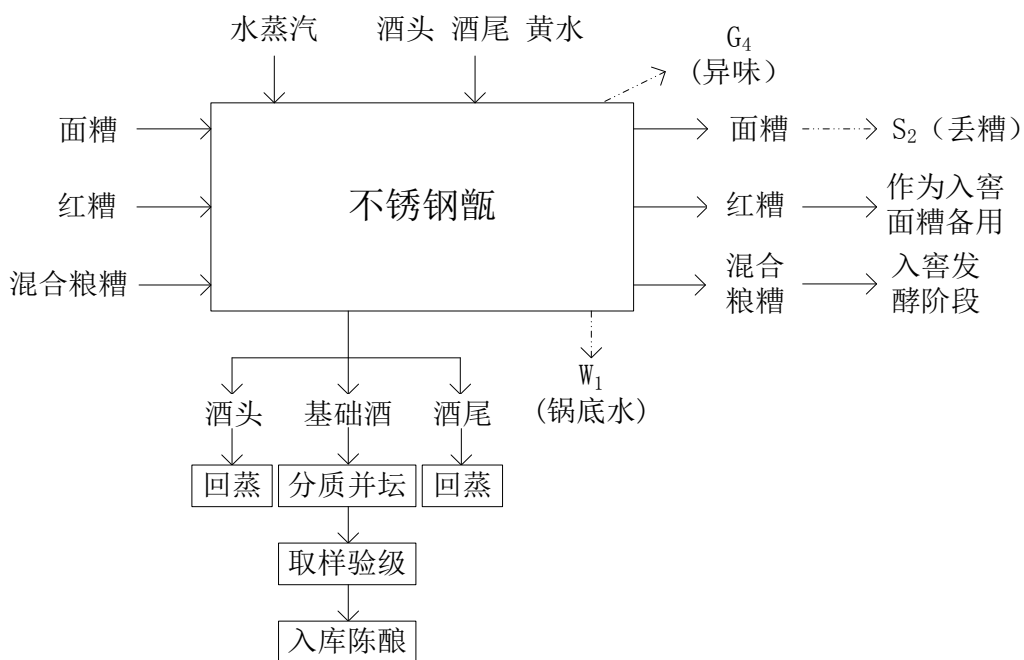 水蒸汽
酒头 酒尾 黄水
G₄
(异味）
面糟
面糟
S₂（丢糟）
红糟
不锈钢甑
红糟
作为入窖
面糟备用
混合粮糟
混合
粮糟
入窖发
酵阶段
W₁
(锅底水)
酒头
基础酒
酒尾
回蒸
分质并坛
回蒸
取样验级
入库陈酿